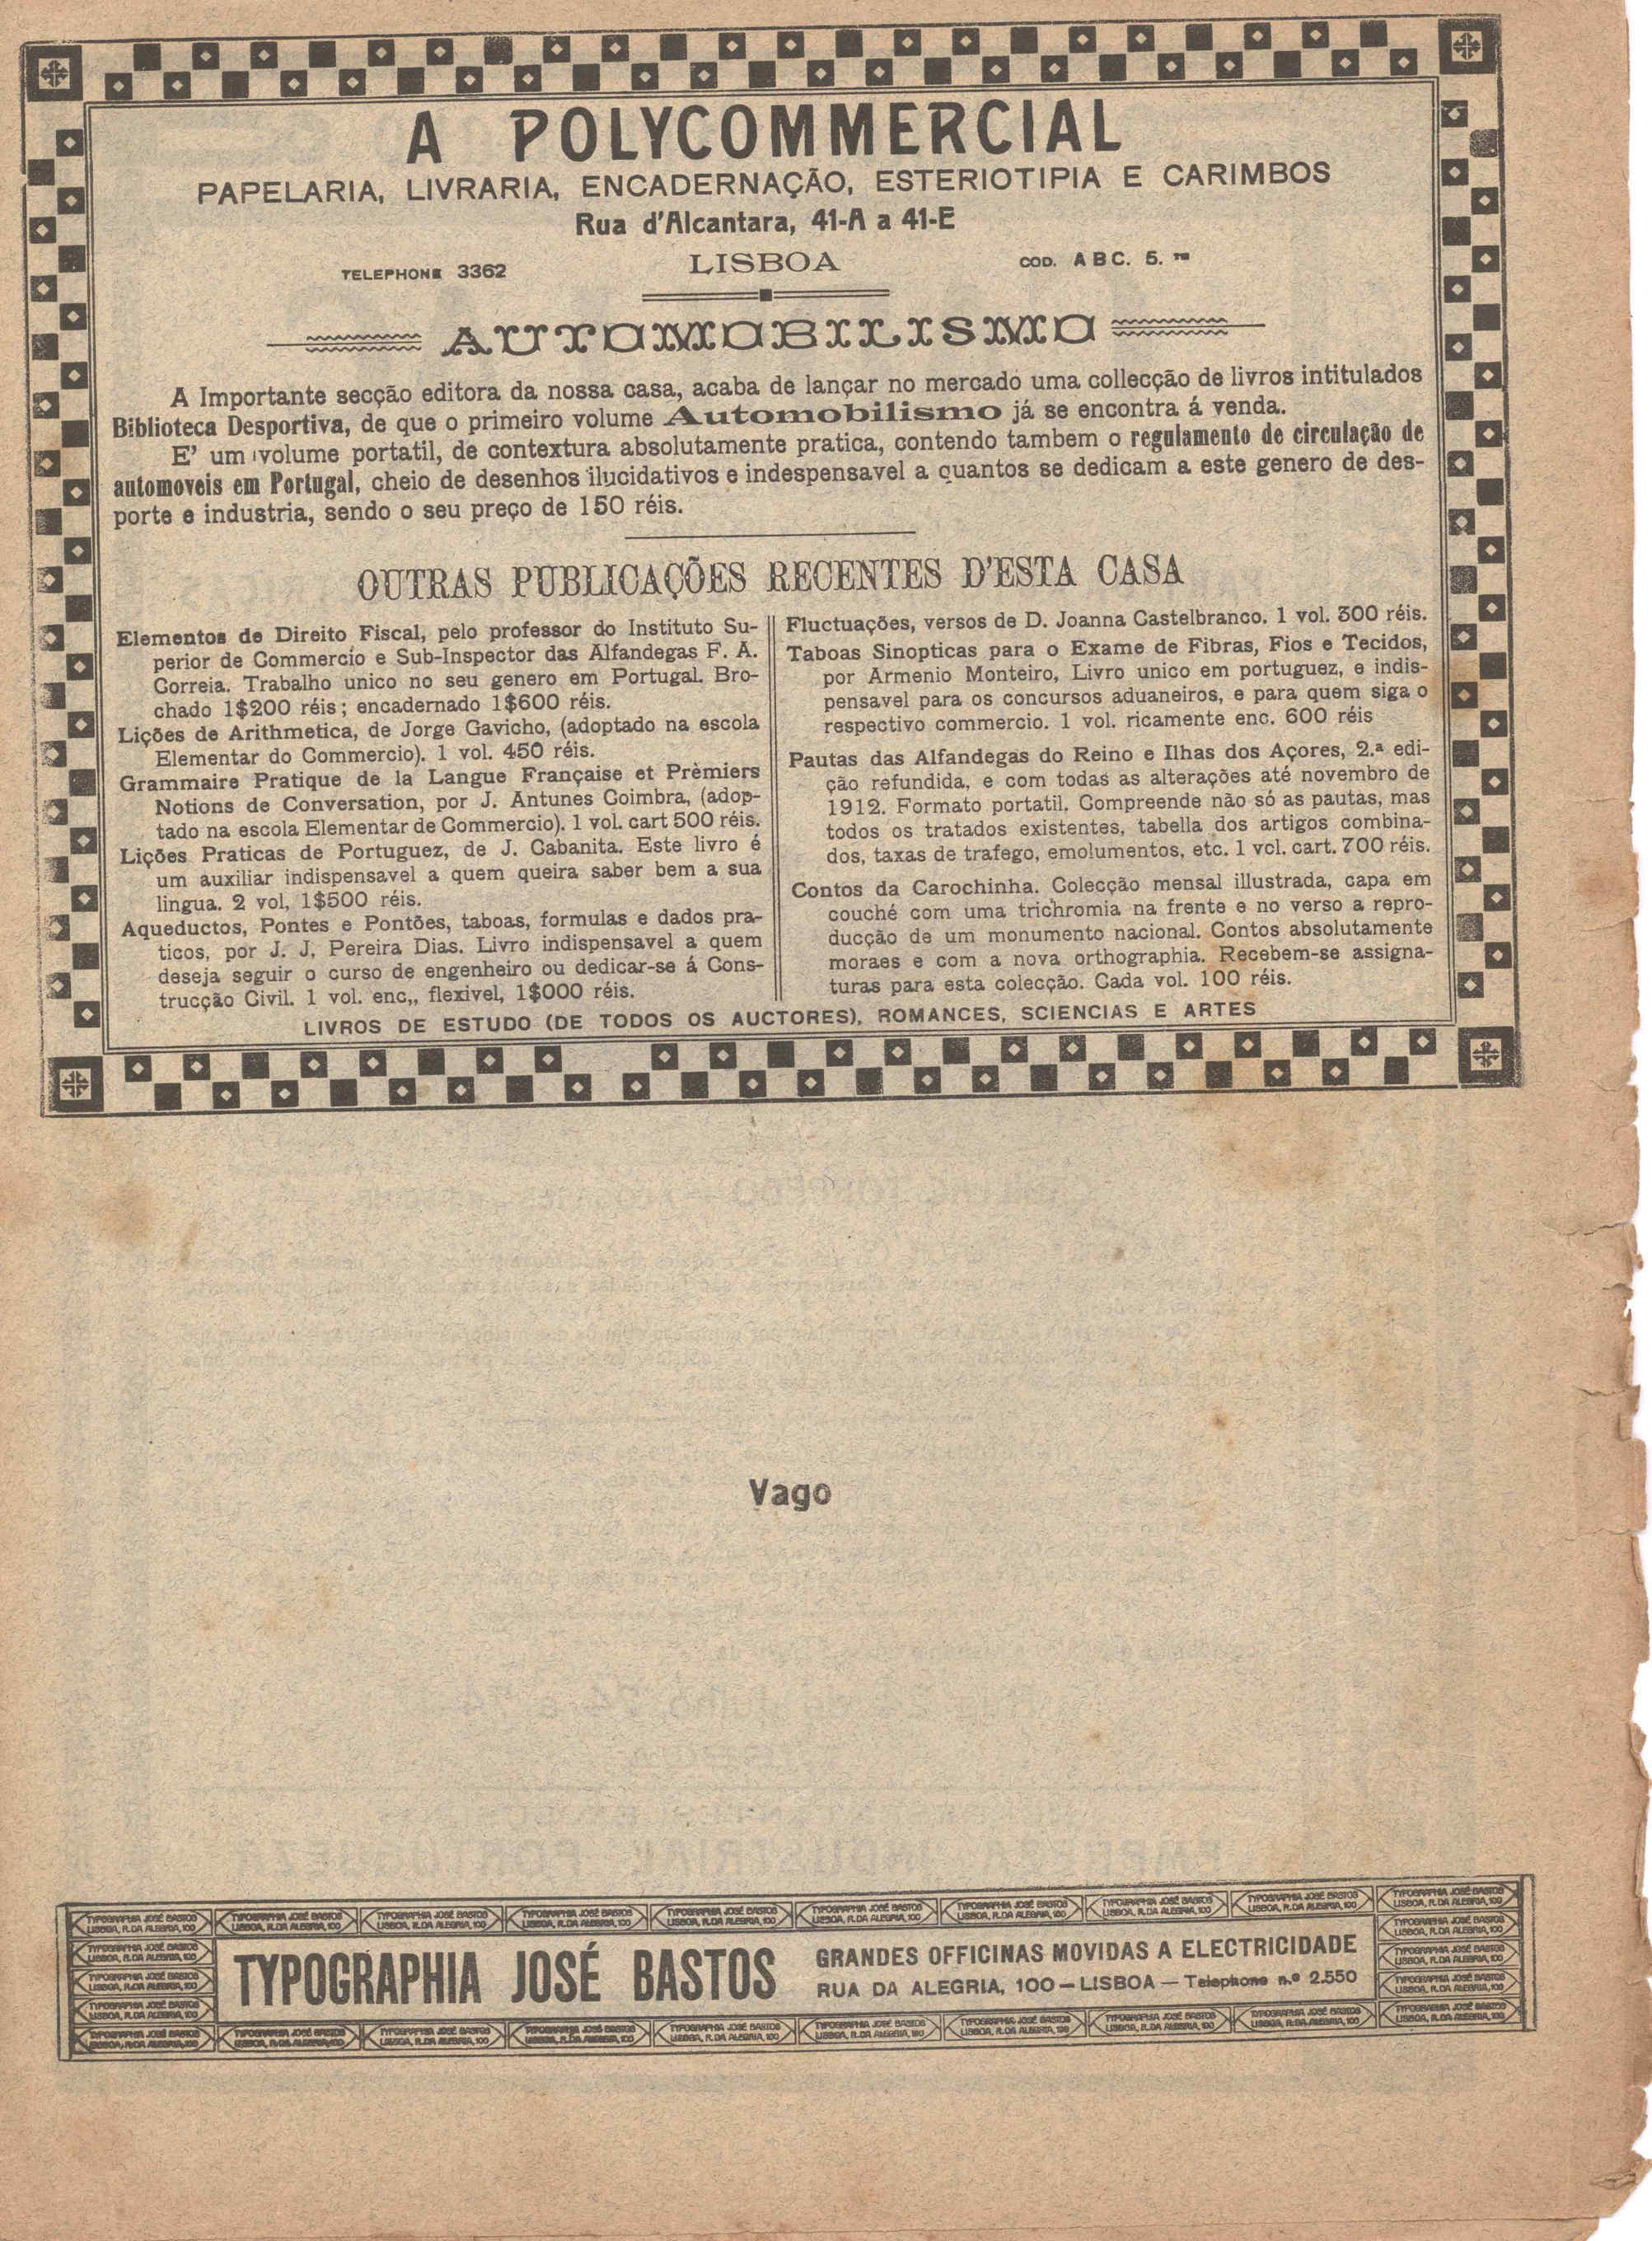 A POLYCOMMERCIAL
PAPELARIA, LIVRARIA, ENCADERNAÇÃO, ESTERIOTIPIA E CARIMBOS
Rua d'Alcantara, 41-A a 41-E
TELEPHONE 3362 LISBOA COD. A B C. 5. TH
AUTOMOBILISMO
A Importante secção editora da nossa casa, acaba de lançar no mercado uma collecção de livros intitulados
Biblioteca Desportiva, de que o primeiro volume Automobilismo já se encontra á venda.
E' um volume portatil, de contextura absolutamente pratica, contendo tambem o regulamento de circulação de
automoveis em Portugal, cheio de desenhos ilucidativos e indespensavel a quantos se dedicam a este genero de des-
porte e industria, sendo o seu preço de 150 réis.
OUTRAS PUBLICAÇÕES RECENTES D'ESTA CASA
Elementos de Direito Fiscal, pelo professor do Instituto Su-
perior de Commercio e Sub-Inspector das Alfandegas F. A.
Correia. Trabalho unico no seu genero em Portugal. Bro-
chado 1$200 réis; encadernado 1$600 réis.
Lições de Arithmetica, de Jorge Gavicho, (adoptado na escola
Elementar do Commercio). 1 vol. 450 réis.
Grammaire Pratique de la Langue Française et Prèmiers
Notions de Conversation, por J. Antunes Coimbra, (adop-
tado na escola Elementar de Commercio). 1 vol. cart 500 réis.
Lições Praticas de Portuguez, de J. Cabanita. Este livro é
um auxiliar indispensavel a quem queira saber bem a sua
lingua. 2 vol, 1$500 réis.
Aqueductos, Pontes e Pontões, taboas, formulas e dados pra-
ticos, por J. J. Pereira Dias. Livro indispensavel a quem
deseja seguir o curso de engenheiro ou dedicar-se á Cons-
trucção Civil. 1 vol. enc,, flexivel, 1$000 réis.
Fluctuações, versos de D. Joanna Castelbranco. 1 vol. 300 réis.
Taboas Sinopticas para o Exame de Fibras, Fios e Tecidos,
por Armenio Monteiro, Livro unico em portuguez, e indis-
pensavel para os concursos aduaneiros, e para quem siga o
respectivo commercio. 1 vol. ricamente enc. 600 réis
Pautas das Alfandegas do Reino e Ilhas dos Açores, 2.ª edi-
ção refundida, e com todas as alterações até novembro de
1912. Formato portatil. Compreende não só as pautas, mas
todos os tratados existentes, tabella dos artigos combina-
dos, taxas de trafego, emolumentos, etc. 1 vol. cart. 700 réis.
Contos da Carochinha. Colecção mensal illustrada, capa em
couché com uma trichromia na frente e no verso a repro-
ducção de um monumento nacional. Contos absolutamente
moraes e com a nova orthographia. Recebem-se assigna-
turas para esta colecção. Cada vol. 100 réis.
LIVROS DE ESTUDO (DE TODOS OS AUCTORES), ROMANCES, SCIENCIAS E ARTES
Vago
TYPOGRAPHIA JOSÉ BASTOS
GRANDES OFFICINAS MOVIDAS A ELECTRICIDADE
RUA DA ALEGRIA, 100 — LISBOA — Telephone n.º 2.550
TYPOGRAPHIA JOSÉ BASTOS
LISBOA, R. DA ALEGRIA, 100